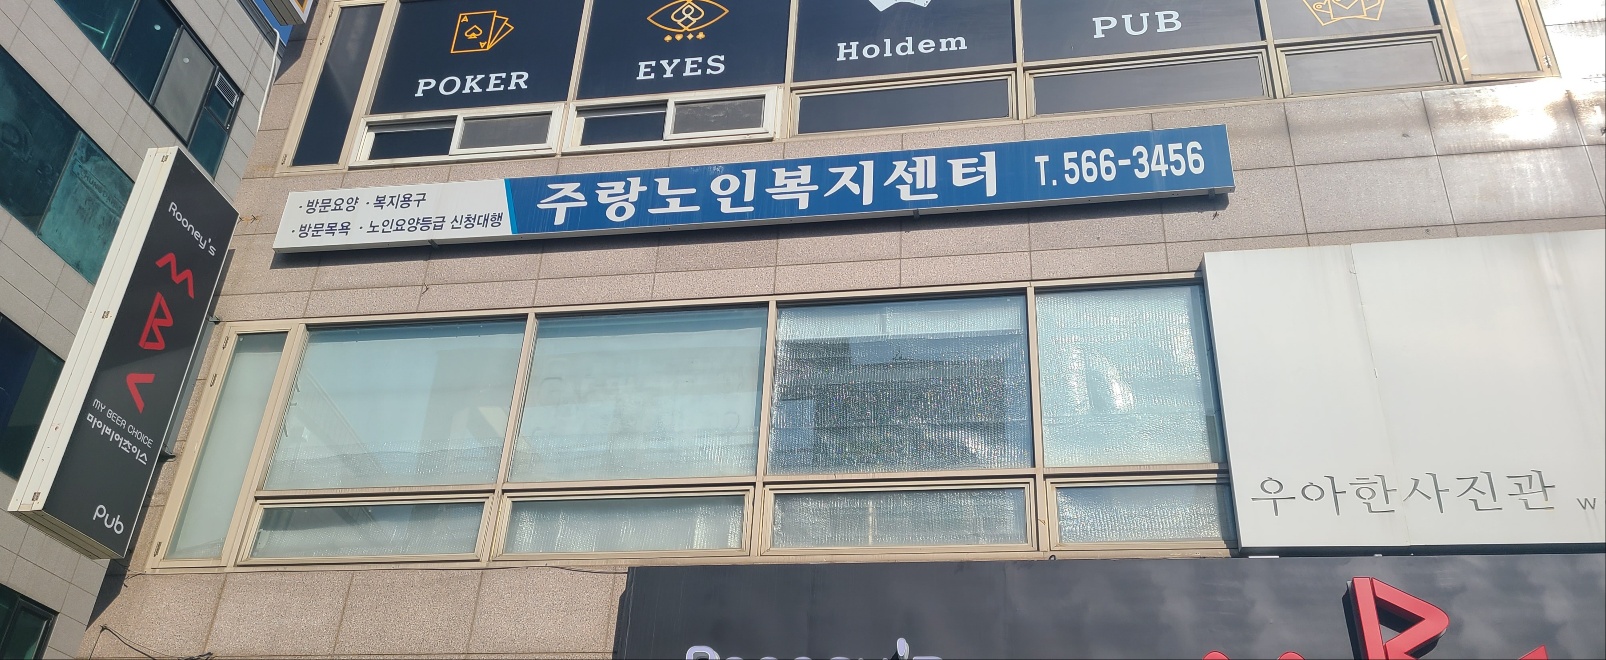 POKER
EYES
Holdem
PUB
· 방문요양 · 복지용구
· 방문목욕 · 노인요양등급 신청대행
주랑노인복지센터 T. 566-3456
Rooney's
MBC
MY BEER CHOICE
마이비어초이스
Pub
우아한사진관 w